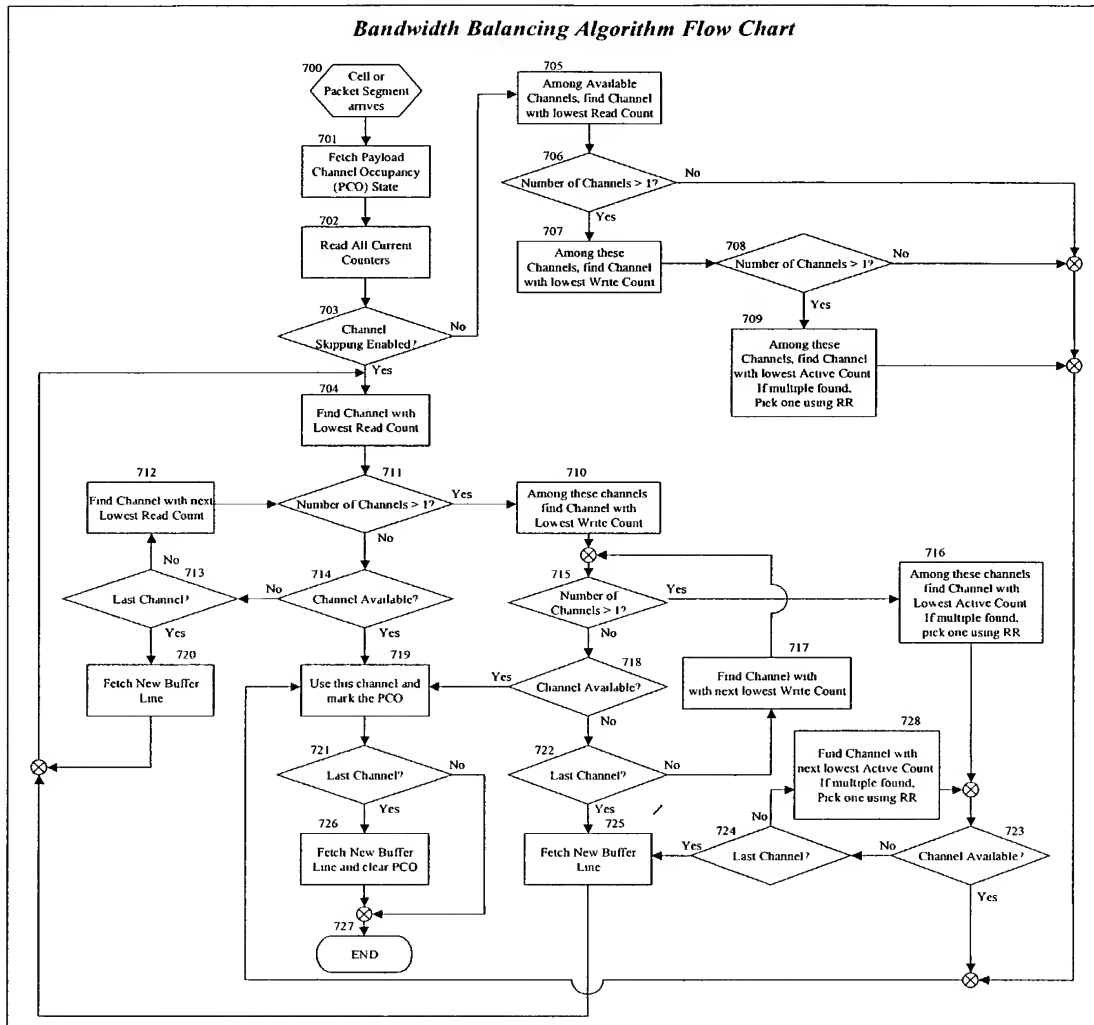 Bandwidth Balancing Algorithm Flow Chart
700
Cell or
Packet Segment
arrives
701
Fetch Payload
Channel Occupancy
(PCO) State
702
Read All Current
Counters
703
Channel
Skipping Enabled?
No
Yes
705
Among Available
Channels, find Channel
with lowest Read Count
706
Number of Channels > 1?
No
Yes
707
Among these
Channels, find Channel
with lowest Write Count
708
Number of Channels > 1?
No
Yes
709
Among these
Channels, find Channel
with lowest Active Count
If multiple found,
Pick one using RR
704
Find Channel with
Lowest Read Count
712
Find Channel with next
Lowest Read Count
711
Number of Channels > 1?
Yes
No
710
Among these channels
find Channel with
Lowest Write Count
No
713
Last Channel?
Yes
No
714
Channel Available?
Yes
715
Number of
Channels > 1?
Yes
No
716
Among these channels
find Channel with
Lowest Active Count
If multiple found,
pick one using RR
720
Fetch New Buffer
Line
719
Use this channel and
mark the PCO
Yes
718
Channel Available?
No
717
Find Channel with
with next lowest Write Count
721
Last Channel?
No
Yes
722
Last Channel?
No
Yes
728
Find Channel with
next lowest Active Count
If multiple found,
Pick one using RR
726
Fetch New Buffer
Line and clear PCO
725
Fetch New Buffer
Line
Yes
724
No
Last Channel?
No
723
Channel Available?
Yes
727
END